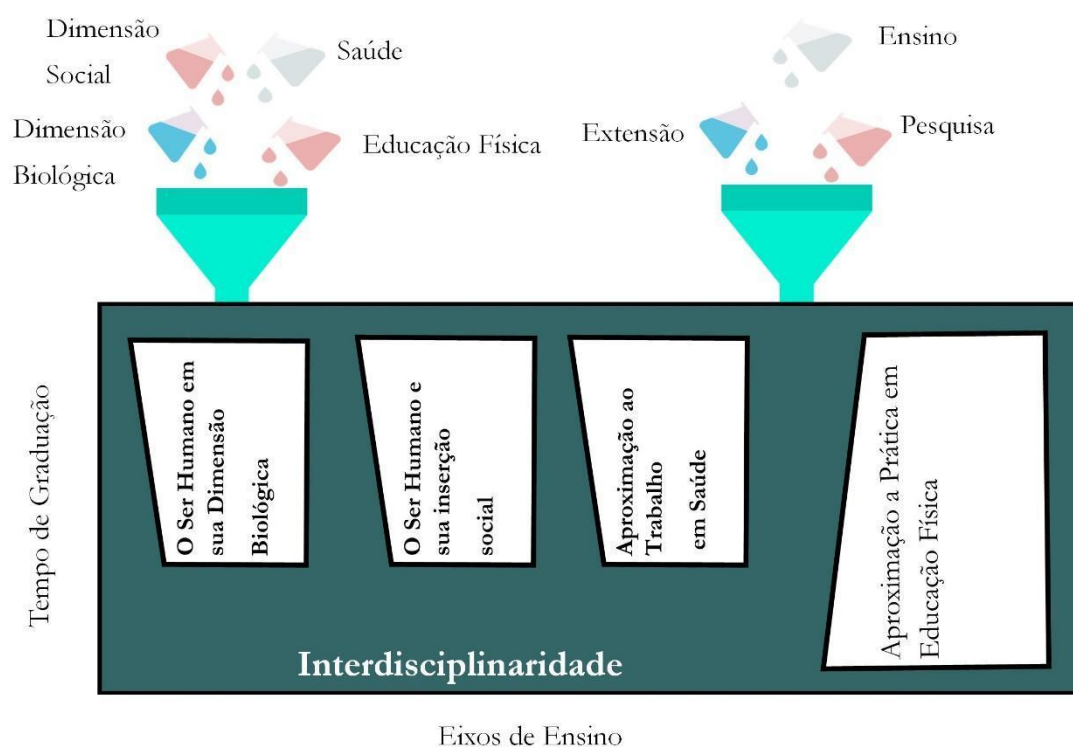 Dimensão
Social
Saúde
Dimensão
Biológica
Educação Física
Ensino
Extensão
Pesquisa
Tempo de Graduação
O Ser Humano em
sua Dimensão
Biológica
O Ser Humano e
sua inserção
social
Aproximação ao
Trabalho
em Saúde
Aproximação a Prática em
Educação Física
Interdisciplinaridade
Eixos de Ensino